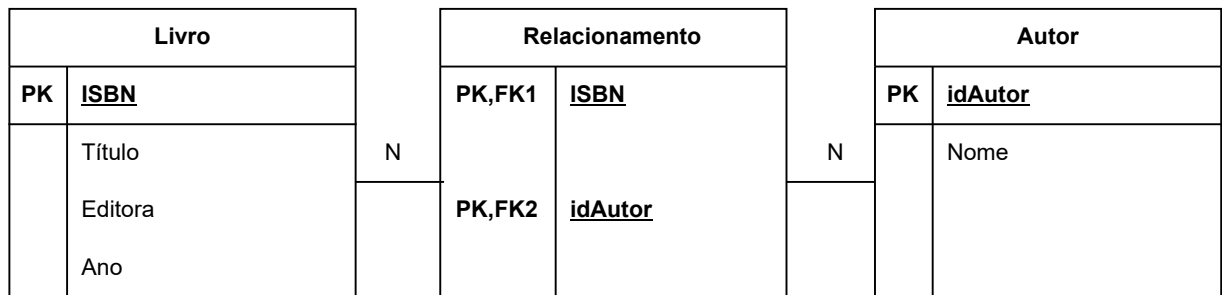 Livro Relacionamento Autor
PK ISBN PK,FK1 ISBN PK idAutor
Título N N Nome
Editora PK,FK2 idAutor
Ano